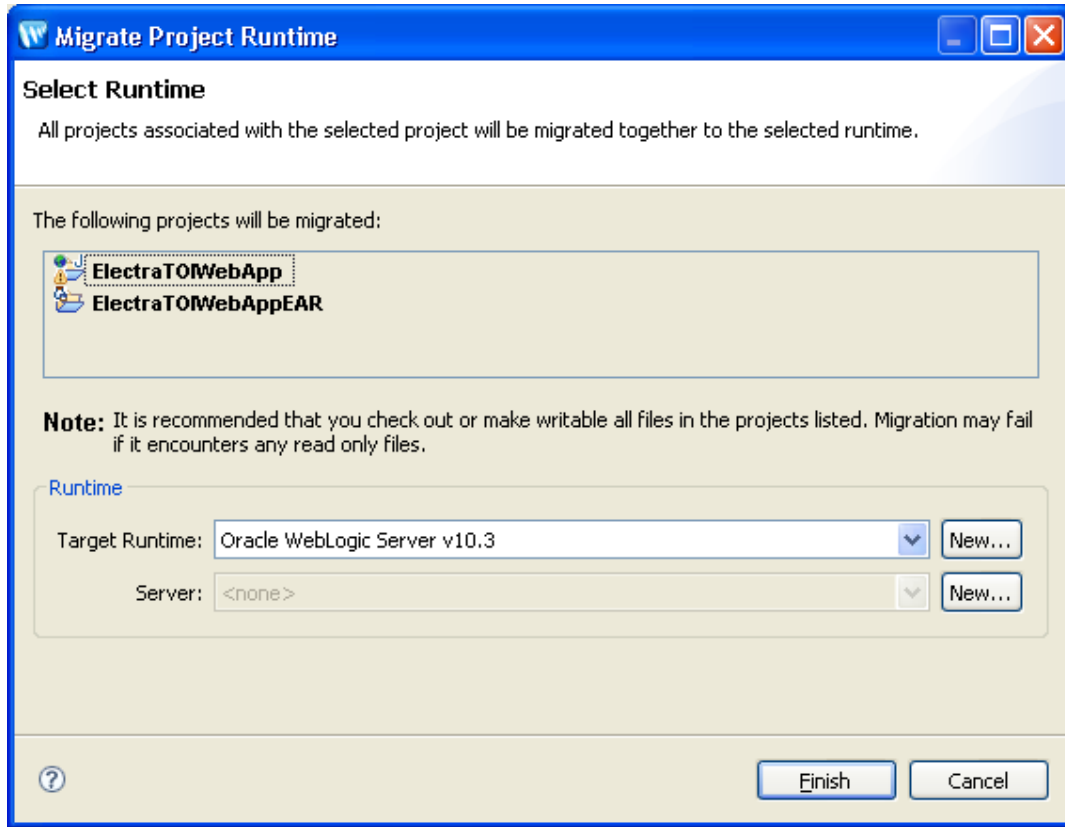 Migrate Project Runtime
Select Runtime
All projects associated with the selected project will be migrated together to the selected runtime.
The following projects will be migrated:
ElectraTOIWebApp
ElectraTOIWebAppEAR
Note: It is recommended that you check out or make writable all files in the projects listed. Migration may fail
if it encounters any read only files.
Runtime
Target Runtime: Oracle WebLogic Server v10.3 New...
Server: <none> New...
Finish Cancel